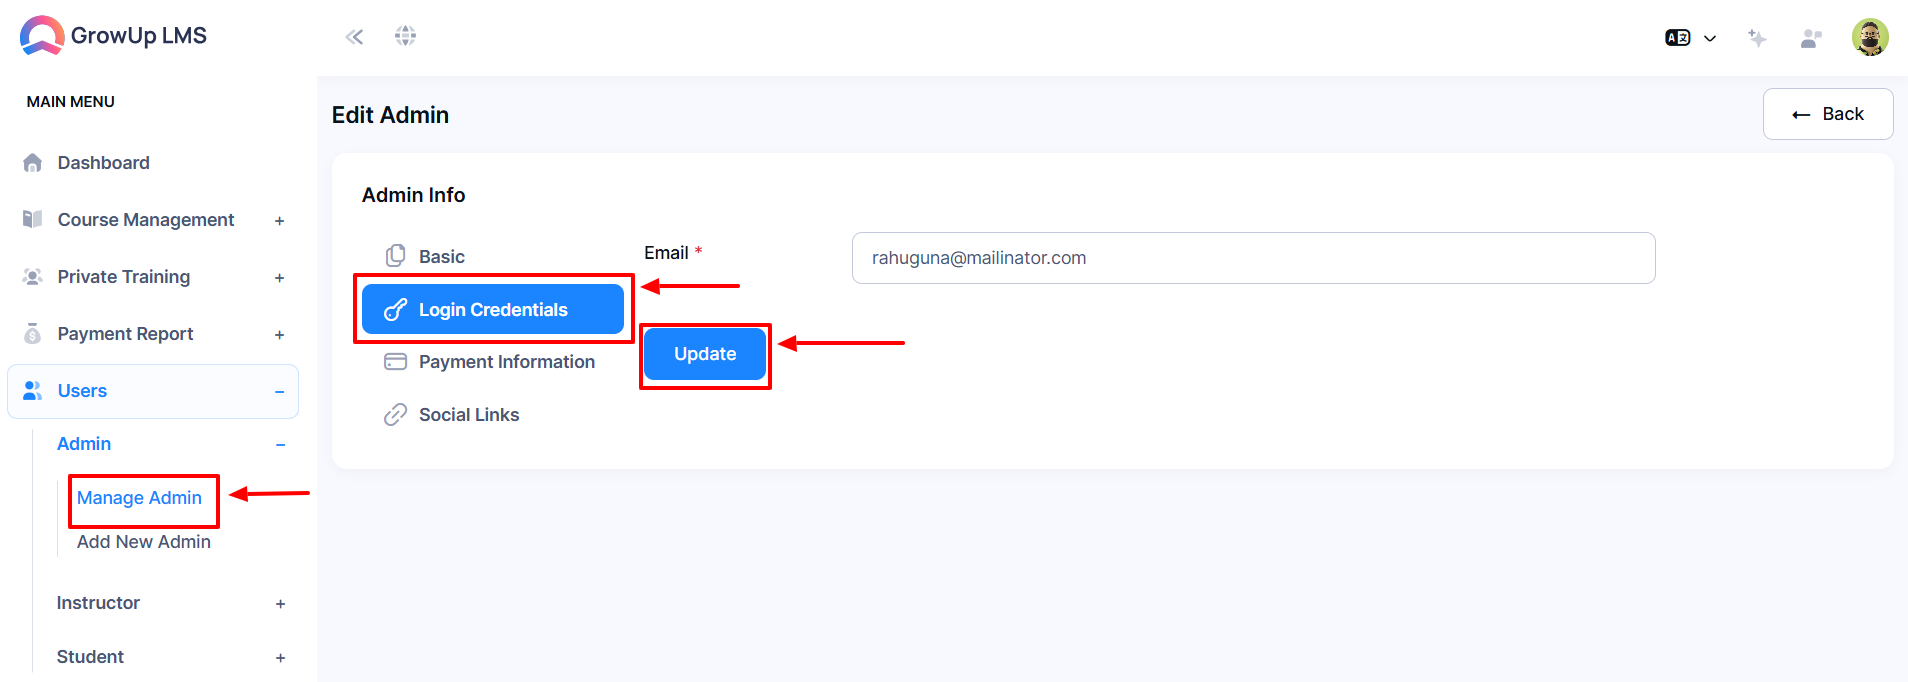 GrowUp LMS
MAIN MENU
Dashboard
Course Management +
Private Training +
Payment Report +
Users −
Admin −
Manage Admin
Add New Admin
Instructor +
Student +
Edit Admin
← Back
Admin Info
Basic
Login Credentials
Payment Information
Social Links
Email *
rahuguna@mailinator.com
Update